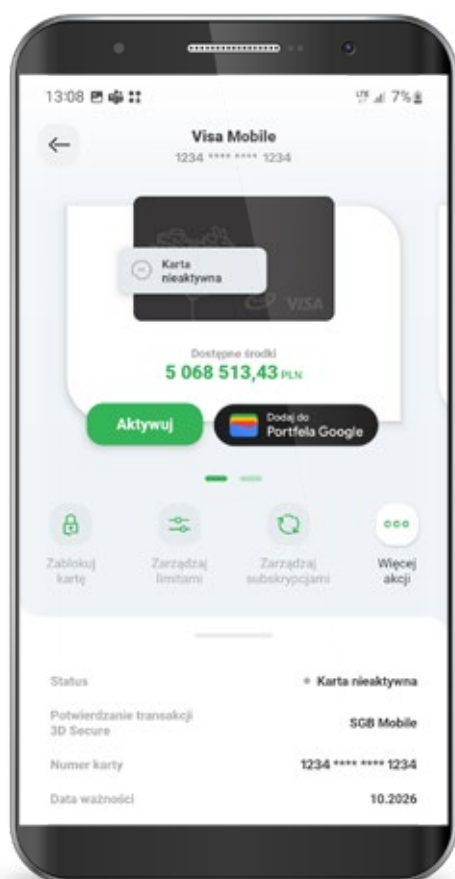 13:08
LTE 7%
Visa Mobile
1234 **** **** 1234
Karta
nieaktywna
VISA
Dostępne środki
5 068 513,43 PLN
Aktywuj
Dodaj do
Portfela Google
Zablokuj
kartę
Zarządzaj
limitami
Zarządzaj
subskrypcjami
Więcej
akcji
Status
Karta nieaktywna
Potwierdzanie transakcji
3D Secure
SGB Mobile
Numer karty
1234 **** **** 1234
Data ważności
10.2026